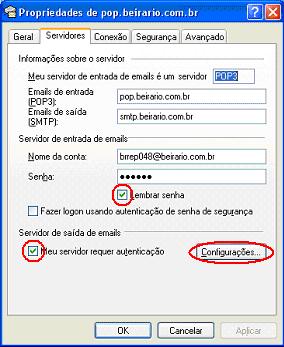 Propriedades de pop.beirario.com.br
Geral Servidores Conexão Segurança Avançado
Informações sobre o servidor
Meu servidor de entrada de emails é um servidor POP3
Emails de entrada (POP3): pop.beirario.com.br
Emails de saída (SMTP): smtp.beirario.com.br
Servidor de entrada de emails
Nome da conta: brrep048@beirario.com.br
Senha: ●●●●●●
Lembrar senha
Fazer logon usando autenticação de senha de segurança
Servidor de saída de emails
Meu servidor requer autenticação Configurações...
OK Cancelar Aplicar